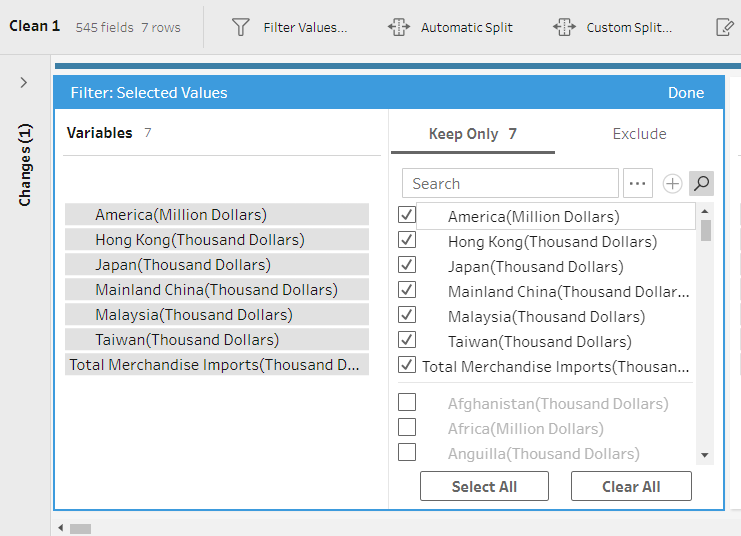 Clean 1 545 fields 7 rows Filter Values... Automatic Split Custom Split...
Changes (1)
Filter: Selected Values Done
Variables 7
America(Million Dollars)
Hong Kong(Thousand Dollars)
Japan(Thousand Dollars)
Mainland China(Thousand Dollars)
Malaysia(Thousand Dollars)
Taiwan(Thousand Dollars)
Total Merchandise Imports(Thousand D...
Keep Only 7 Exclude
Search
America(Million Dollars)
Hong Kong(Thousand Dollars)
Japan(Thousand Dollars)
Mainland China(Thousand Dollar...
Malaysia(Thousand Dollars)
Taiwan(Thousand Dollars)
Total Merchandise Imports(Thousan...
Afghanistan(Thousand Dollars)
Africa(Million Dollars)
Anguilla(Thousand Dollars)
Select All Clear All